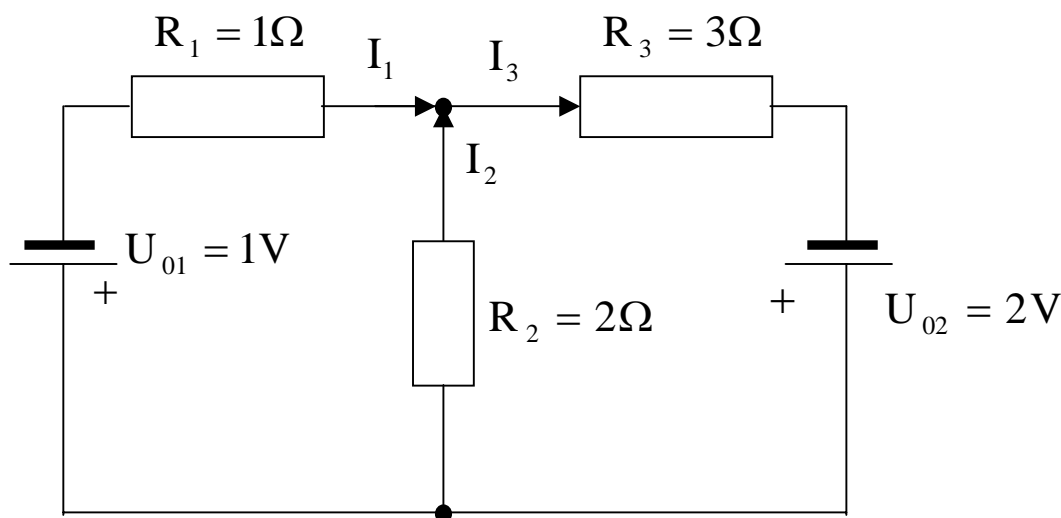 R₁ = 1Ω
I₁
I₃
R₃ = 3Ω
I₂
U₀₁ = 1V
+
R₂ = 2Ω
+
U₀₂ = 2V